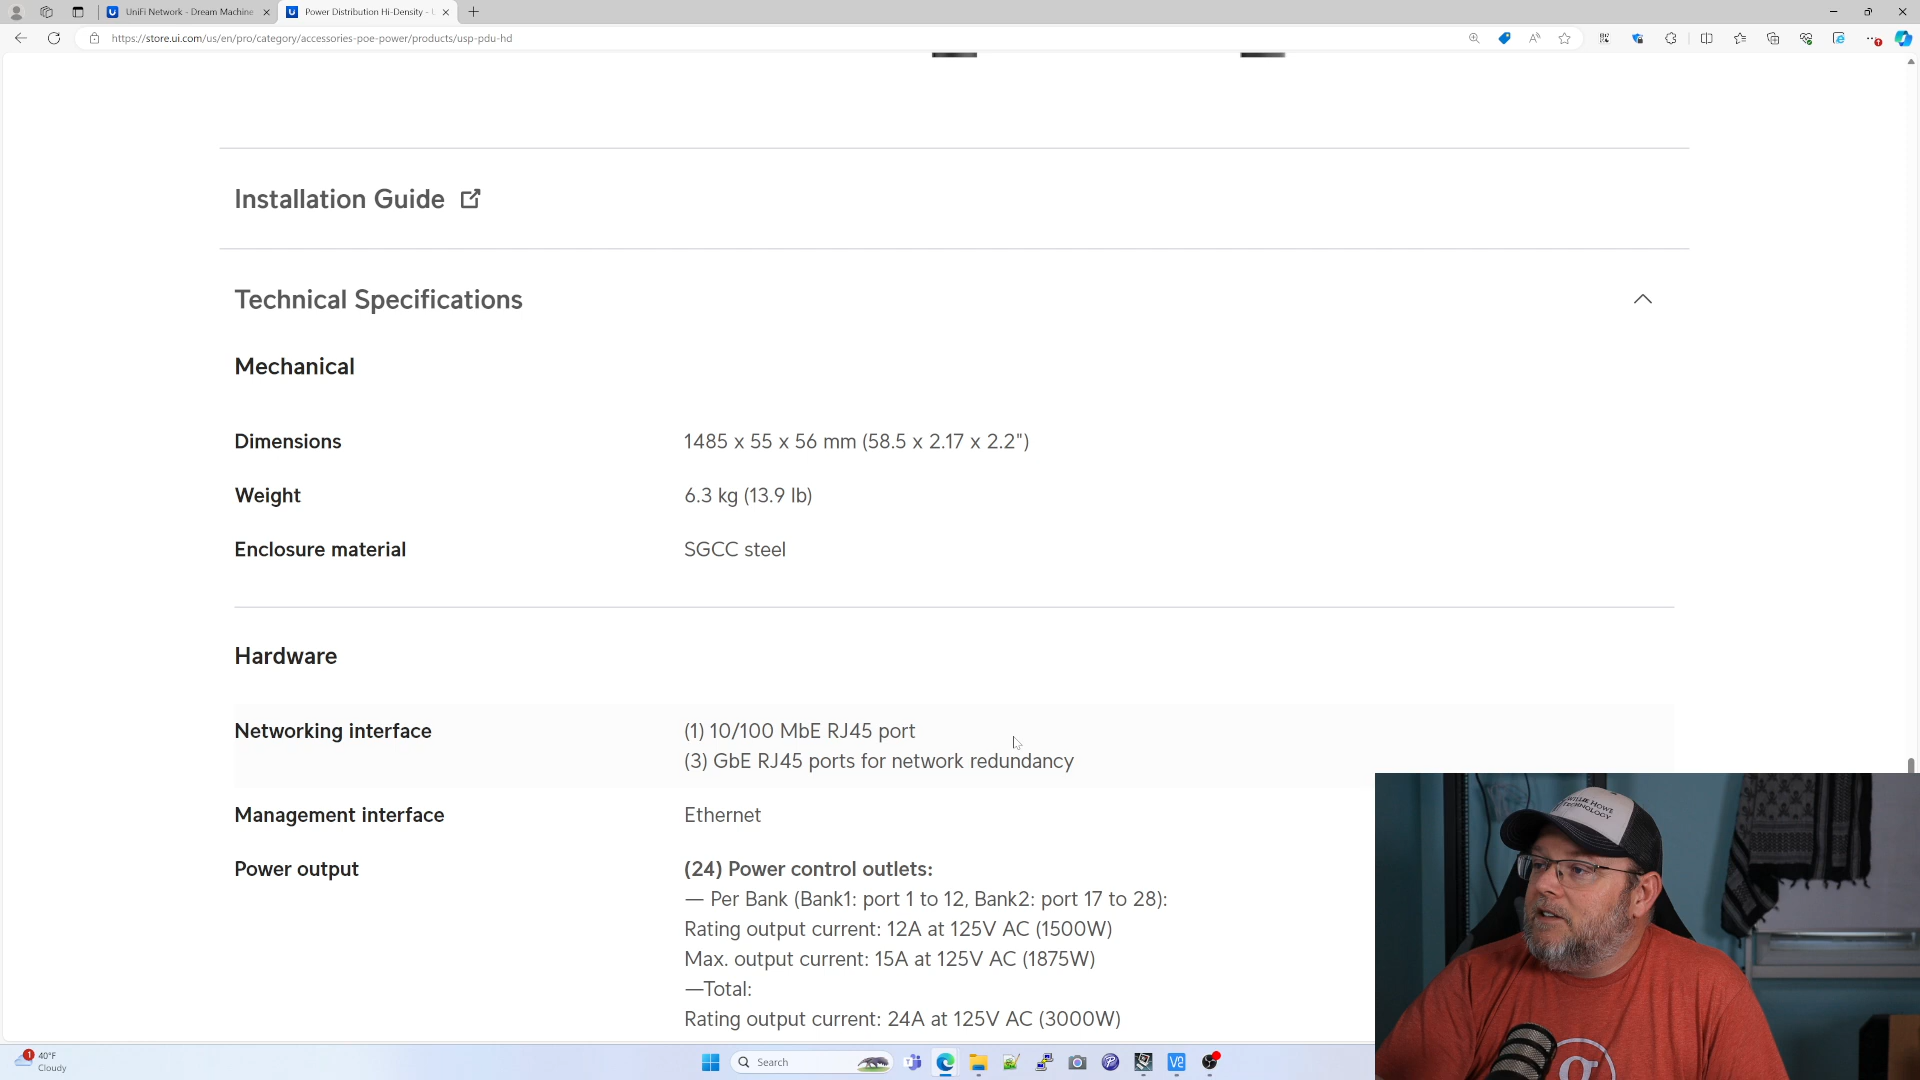 UniFi Network - Dream Machine
Power Distribution Hi-Density -
https://store.ui.com/us/en/pro/category/accessories-poe-power/products/usp-pdu-hd
Installation Guide
Technical Specifications
Mechanical
Dimensions 1485 x 55 x 56 mm (58.5 x 2.17 x 2.2")
Weight 6.3 kg (13.9 lb)
Enclosure material SGCC steel
Hardware
Networking interface (1) 10/100 MbE RJ45 port
(3) GbE RJ45 ports for network redundancy
Management interface Ethernet
Power output (24) Power control outlets:
— Per Bank (Bank1: port 1 to 12, Bank2: port 17 to 28):
Rating output current: 12A at 125V AC (1500W)
Max. output current: 15A at 125V AC (1875W)
—Total:
Rating output current: 24A at 125V AC (3000W)
WILLIE HOWE
TECHNOLOGY
1
40°F
Cloudy
Search
V2
g